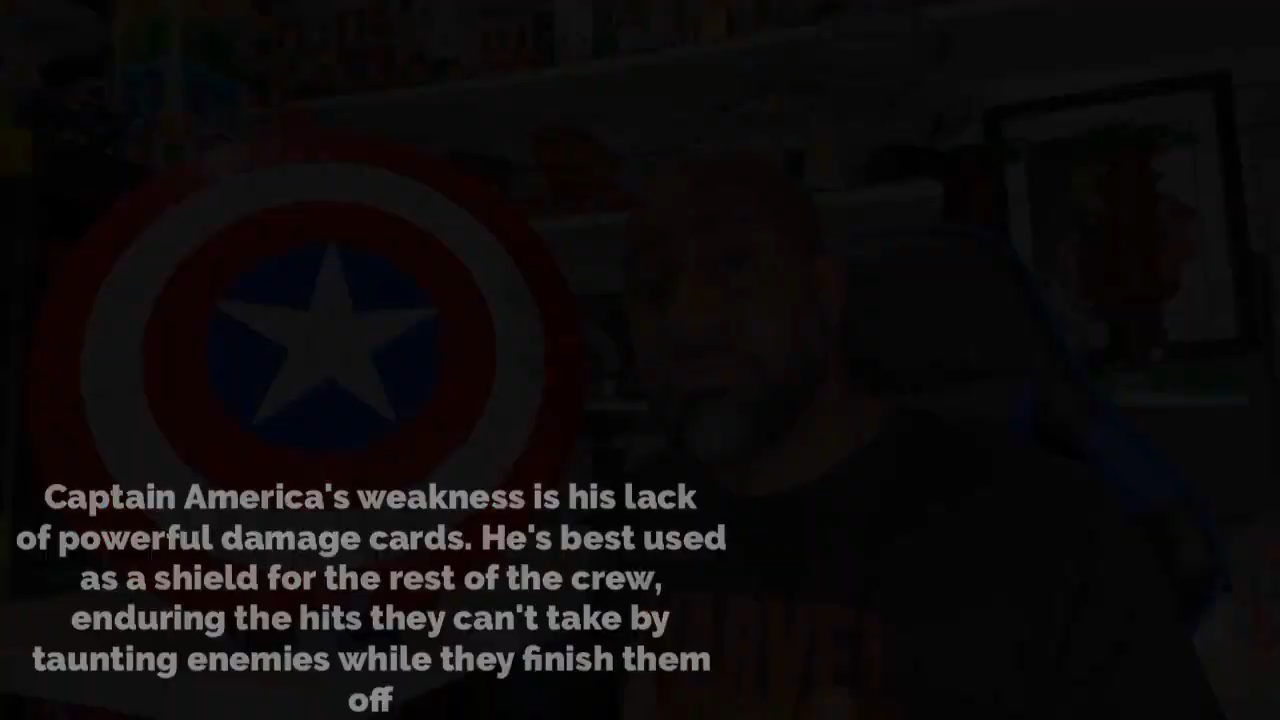 Captain America's weakness is his lack
of powerful damage cards. He's best used
as a shield for the rest of the crew,
enduring the hits they can't take by
taunting enemies while they finish them
off
MARVEL